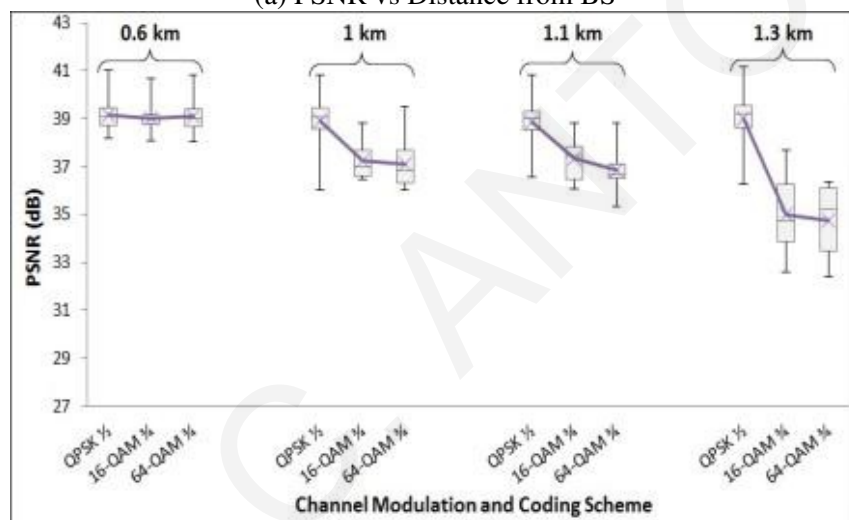 (a) PSNR vs Distance from BS
43
0.6 km
1 km
1.1 km
1.3 km
41
39
37
35
33
31
29
27
PSNR (dB)
QPSK ½
16-QAM ¾
64-QAM ¾
QPSK ½
16-QAM ¾
64-QAM ¾
QPSK ½
16-QAM ¾
64-QAM ¾
QPSK ½
16-QAM ¾
64-QAM ¾
Channel Modulation and Coding Scheme
C. ANTO